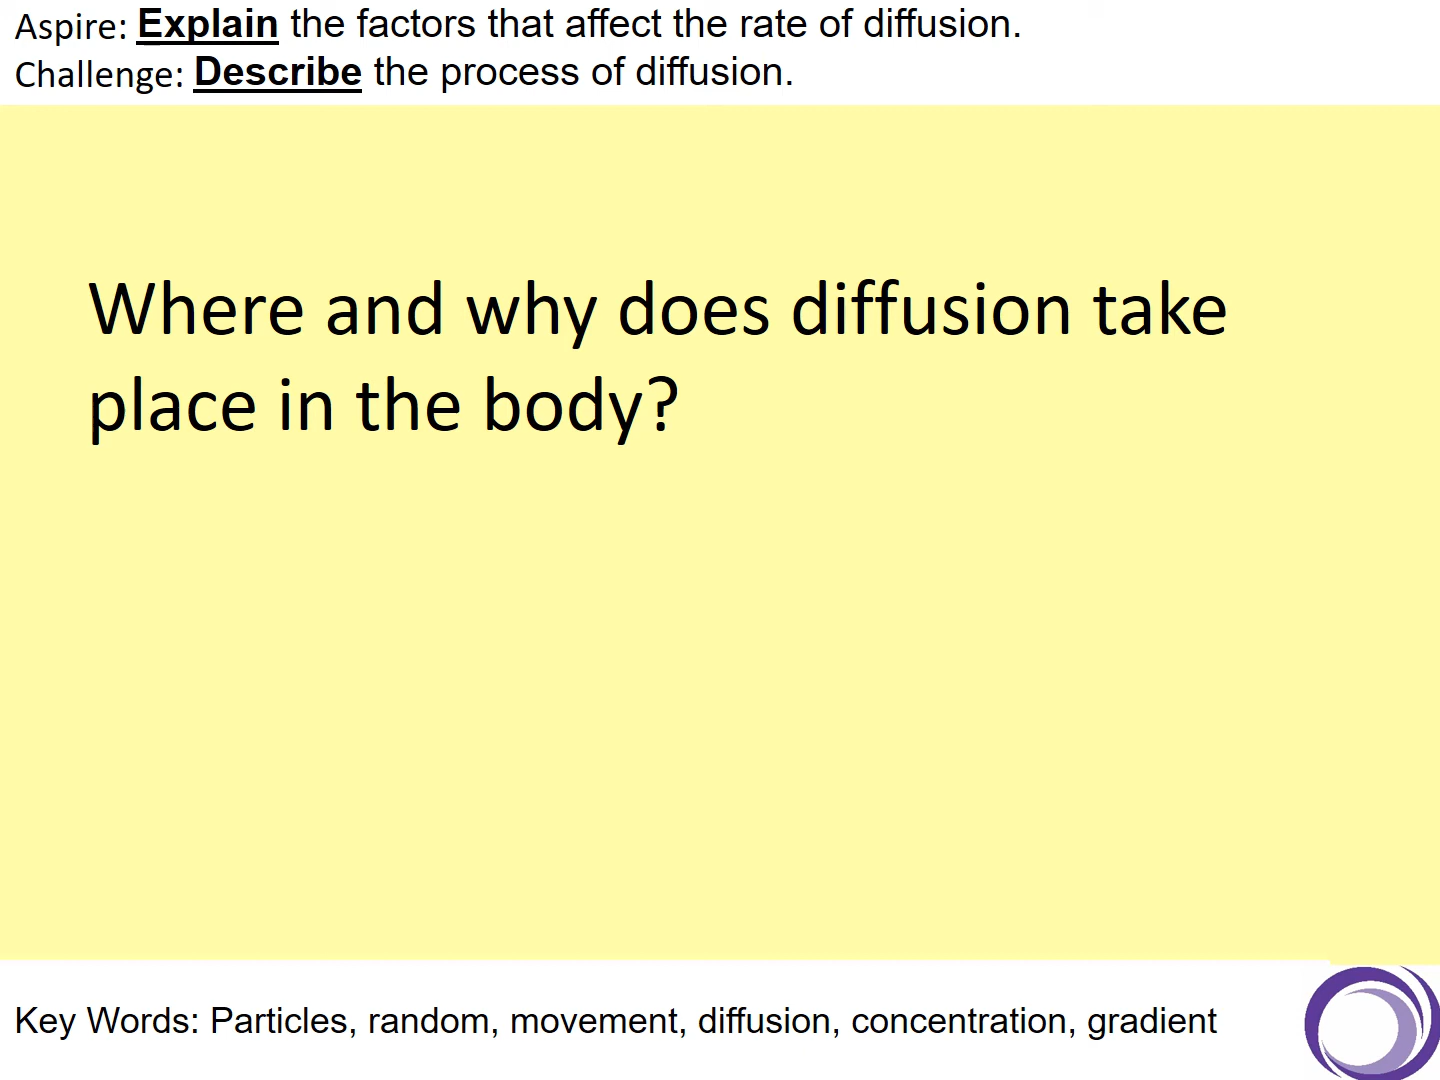 Aspire: Explain the factors that affect the rate of diffusion.
Challenge: Describe the process of diffusion.
Where and why does diffusion take
place in the body?
Key Words: Particles, random, movement, diffusion, concentration, gradient